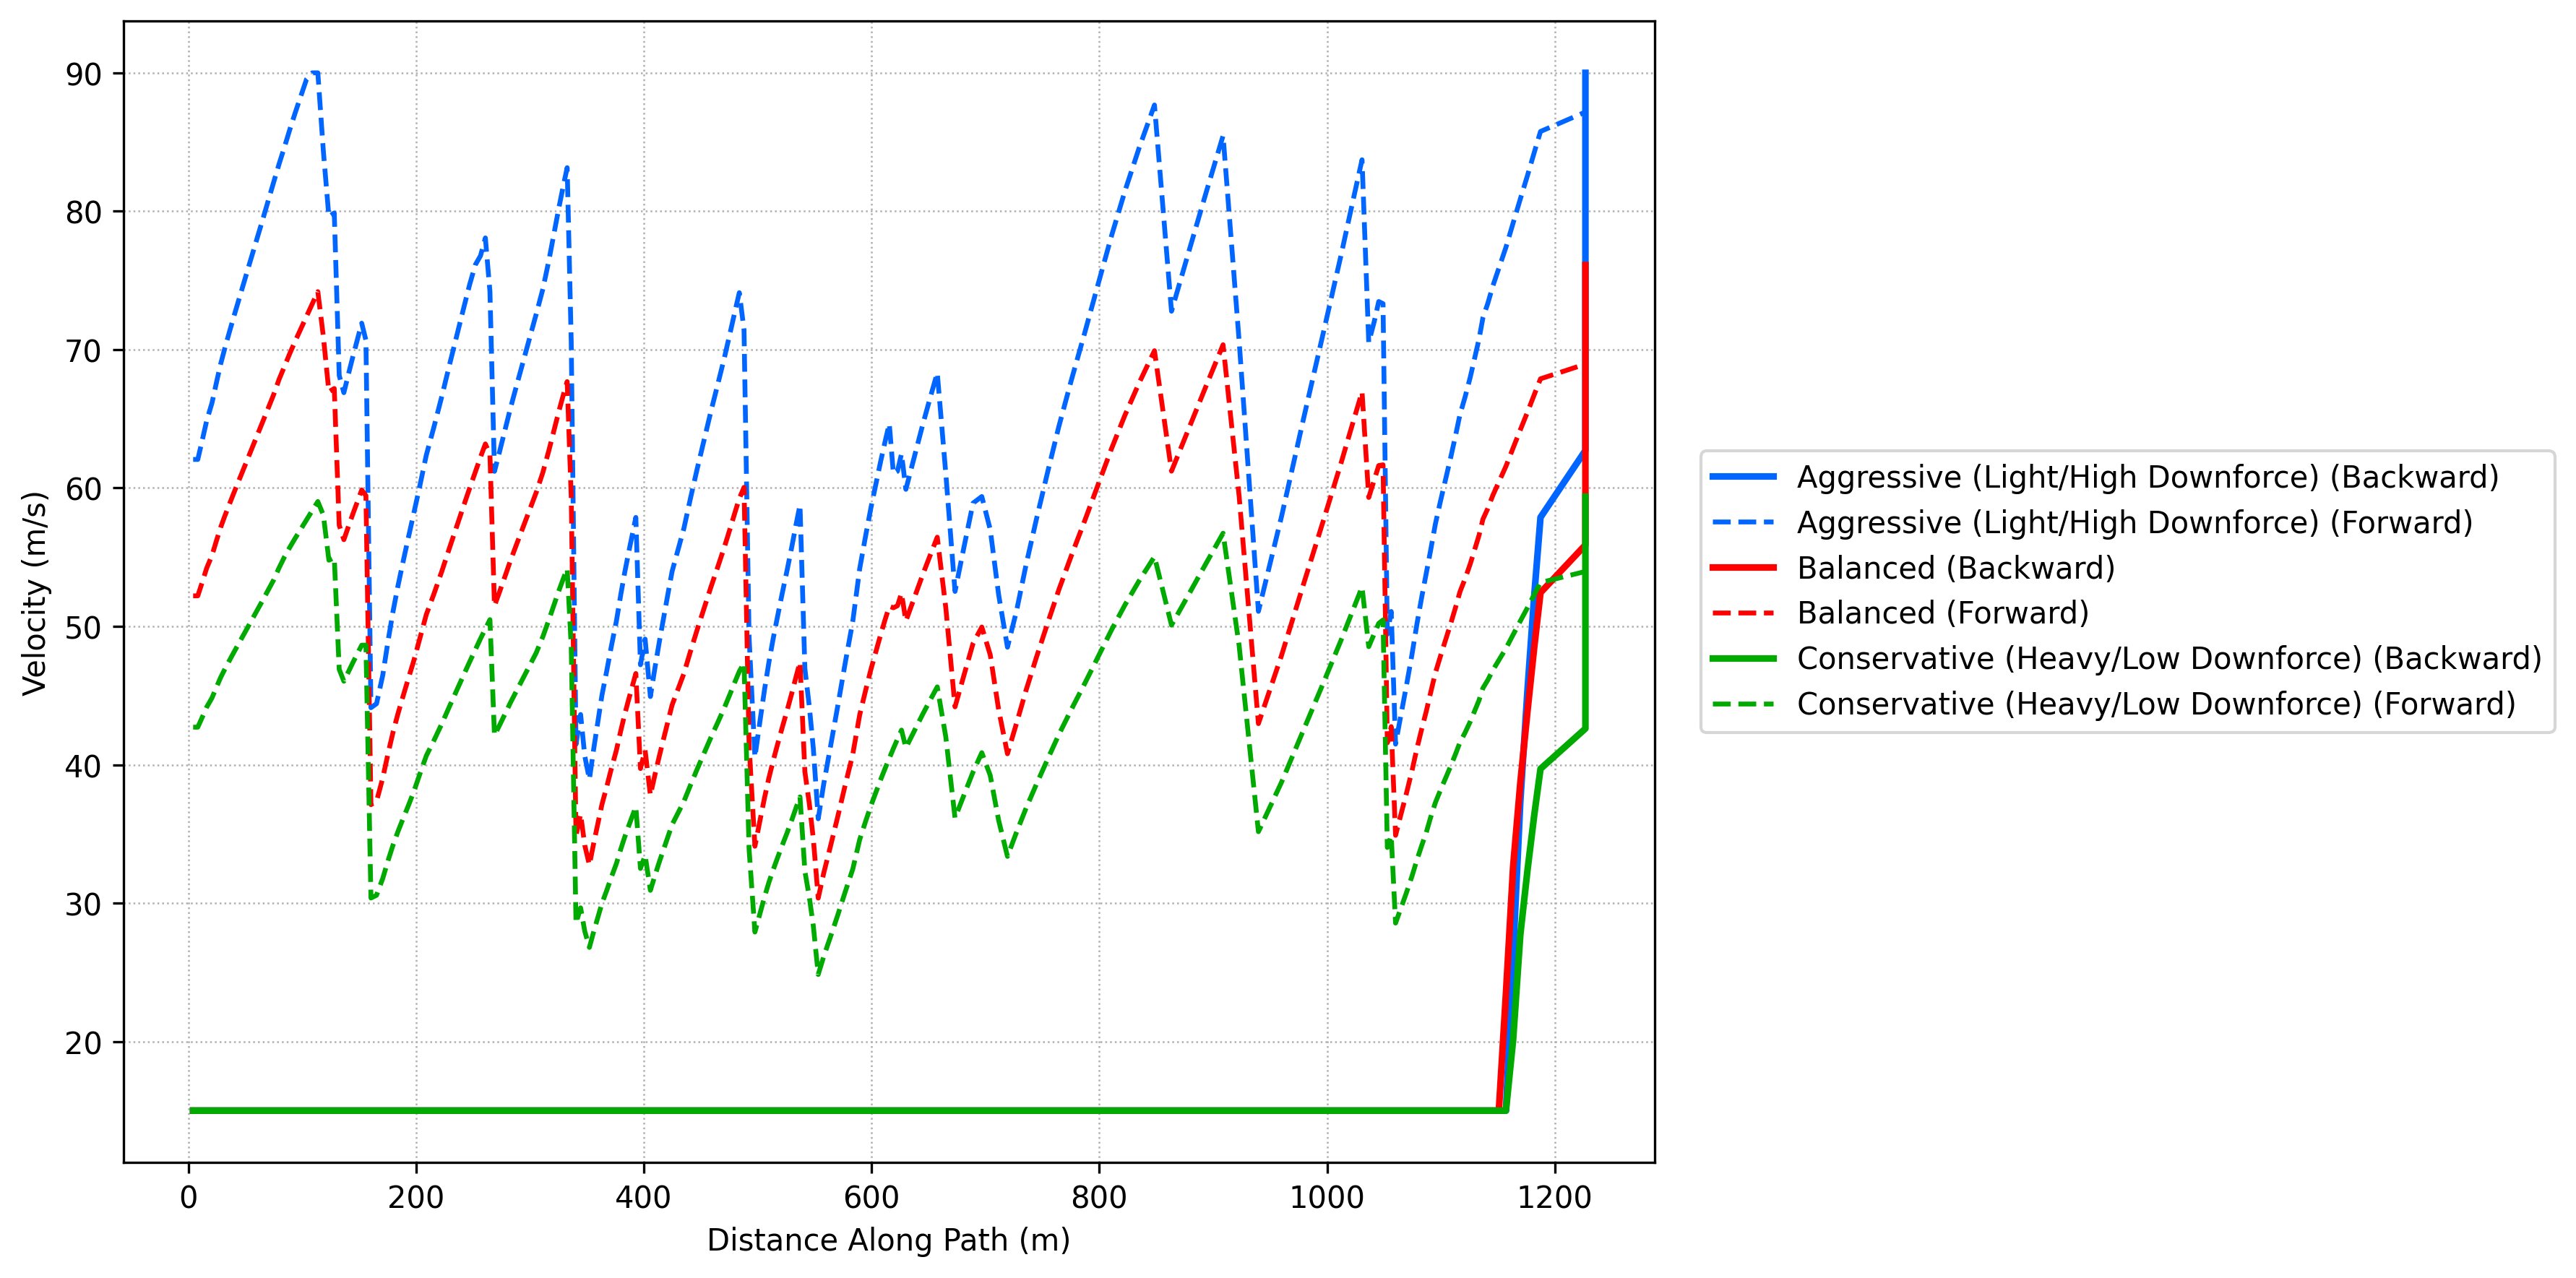 90
80
70
60
50
40
30
20
Velocity (m/s)
0
200
400
600
800
1000
1200
Distance Along Path (m)
Aggressive (Light/High Downforce) (Backward)
Aggressive (Light/High Downforce) (Forward)
Balanced (Backward)
Balanced (Forward)
Conservative (Heavy/Low Downforce) (Backward)
Conservative (Heavy/Low Downforce) (Forward)